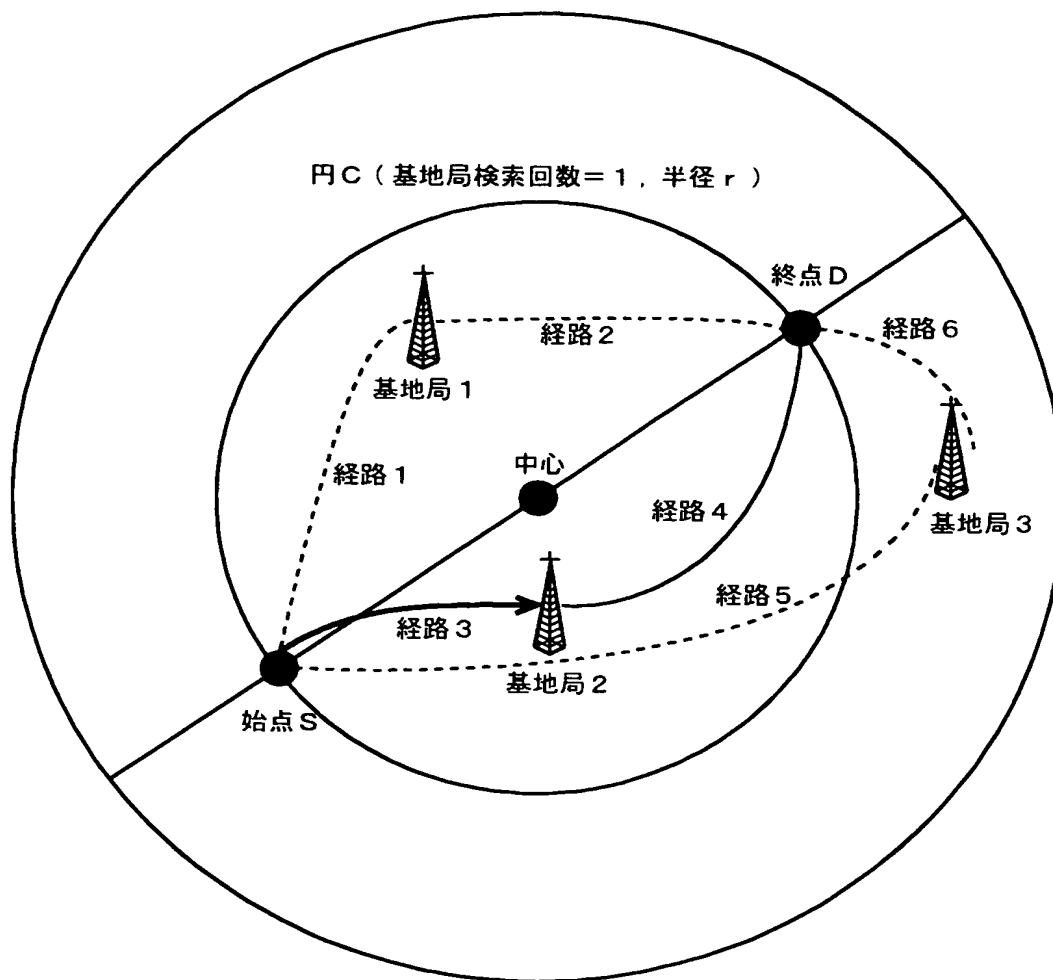 円C（基地局検索回数＝1，半径r）
終点D
経路6
経路2
基地局1
中心
経路1
経路4
基地局3
経路5
経路3
基地局2
始点S